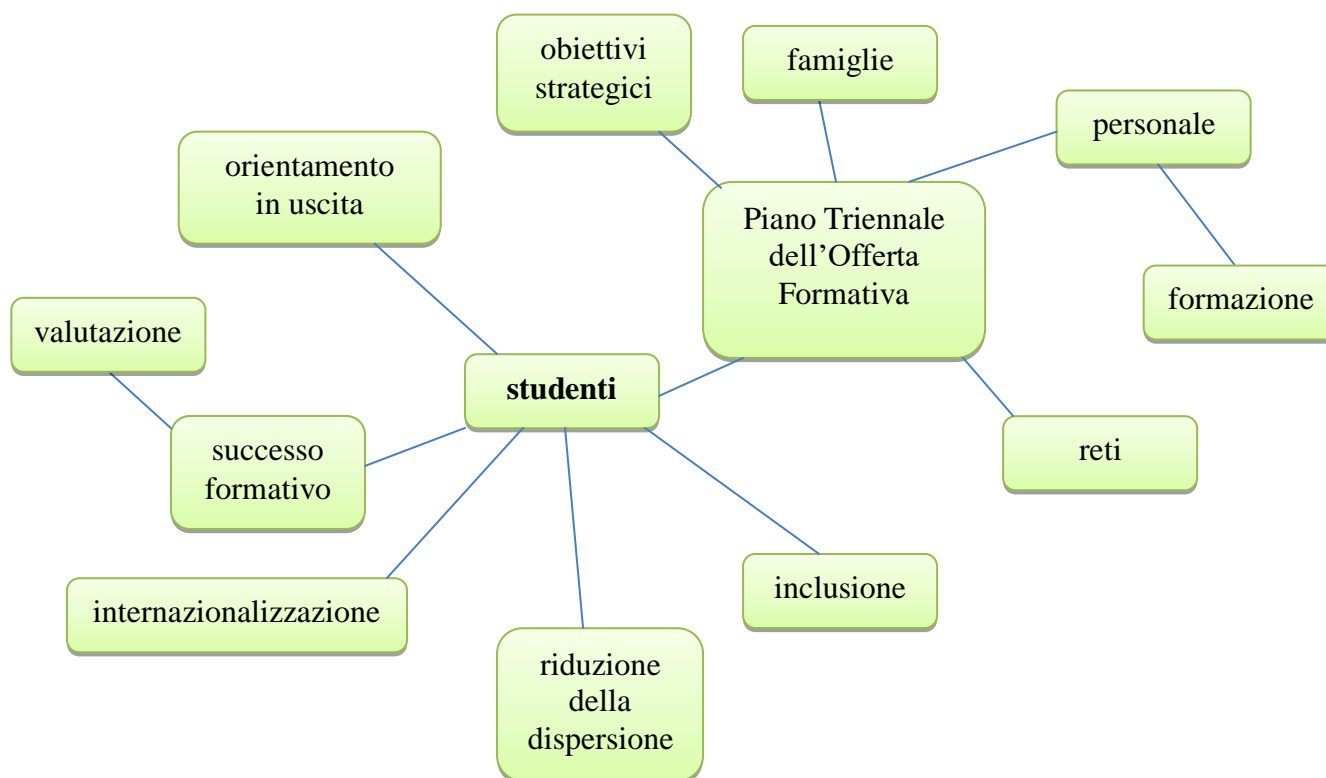 obiettivi
strategici
famiglie
personale
orientamento
in uscita
Piano Triennale
dell’Offerta
Formativa
formazione
valutazione
studenti
successo
formativo
reti
inclusione
internazionalizzazione
riduzione
della
dispersione